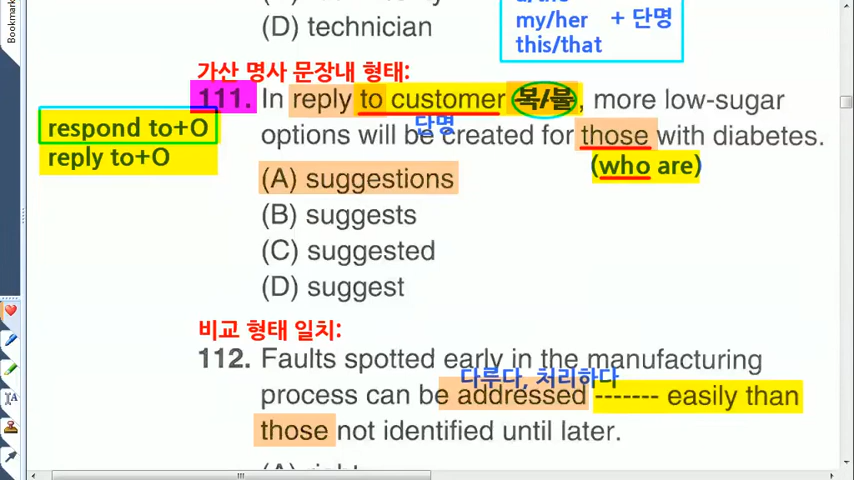 Bookmark
(D) technician
my/her
this/that
+ 단명
가산 명사 문장내 형태:
111. In reply to customer 복/불, more low-sugar
단명
options will be created for those with diabetes.
(who are)
respond to+O
reply to+O
(A) suggestions
(B) suggests
(C) suggested
(D) suggest
비교 형태 일치:
112. Faults spotted early in the manufacturing
다루다, 처리하다
process can be addressed ------- easily than
those not identified until later.